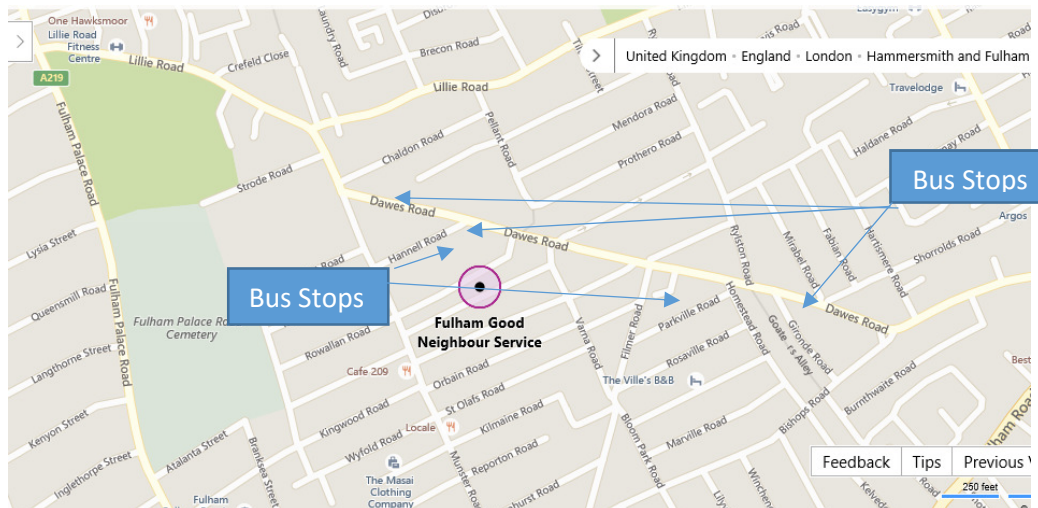 One Hawksmoor
Lillie Road
Fitness
Centre
Crefeld Close
Brecon Road
A219
Lillie Road
Lillie Road
United Kingdom · England · London · Hammersmith and Fulham
Travelodge
Fulham Palace Road
Strode Road
Chaldon Road
Pellant Road
Mendora Road
Prothero Road
Haldane Road
Bus Stops
Argos
Lysia Street
Dawes Road
Hannell Road
Dawes Road
Rylston Road
Mirabel Road
Fabian Road
Hartismere Road
Shorrolds Road
Queensmill Road
Bus Stops
Fulham Palace Road
Cemetery
Fulham Palace Road
Fulham Good
Neighbour Service
Rowallan Road
Varna Road
Filmer Road
Parkville Road
Homestead Road
Gironde Road
Dawes Road
Langthorne Street
Cafe 209
Orbain Road
Rosaville Road
The Ville's B&B
Burnthwaite Road
Kenyon Street
Kingwood Road
St Olafs Road
Locale
Kilmaine Road
Bishops Road
Inglethorpe Street
Atalanta Street
Branksea Street
Wyfold Road
Munster Road
Reporton Road
Bloom Park Road
Marville Road
The Masai
Clothing
Company
Fulham
Feedback
Tips
Previous
250 feet